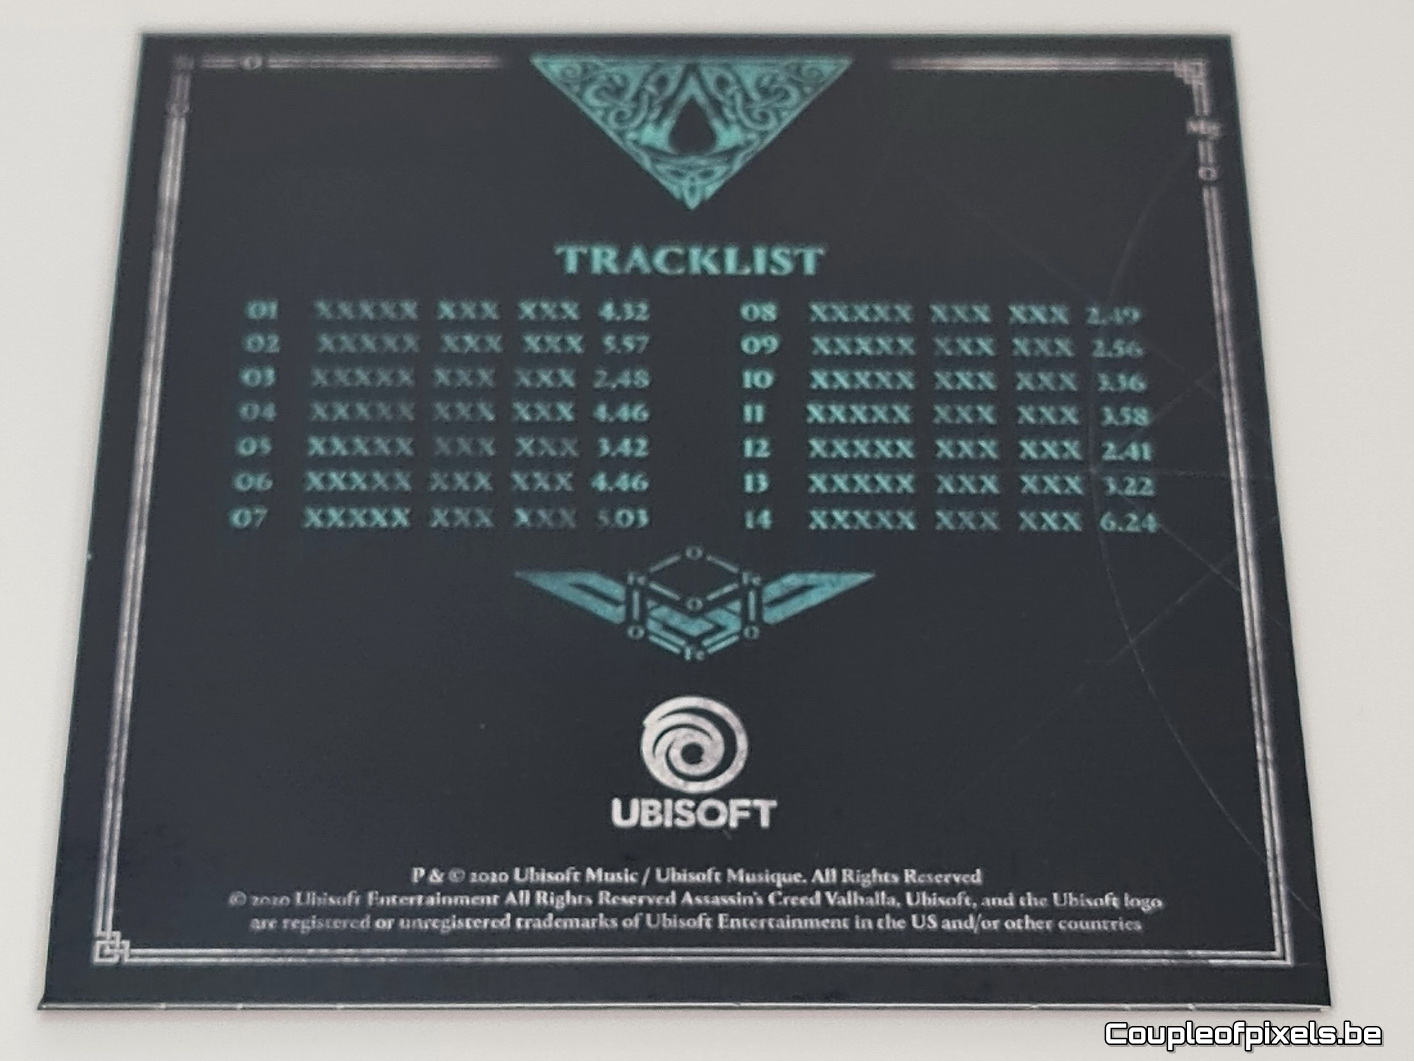 Mg
O
TRACKLIST
01 XXXXX XXX XXX 4.32
02 XXXXX XXX XXX 5.57
03 XXXXX XXX XXX 2.48
04 XXXXX XXX XXX 4.46
05 XXXXX XXX XXX 3.42
06 XXXXX XXX XXX 4.46
07 XXXXX XXX XXX 5.03
08 XXXXX XXX XXX 2.49
09 XXXXX XXX XXX 2.56
10 XXXXX XXX XXX 3.36
11 XXXXX XXX XXX 3.58
12 XXXXX XXX XXX 2.41
13 XXXXX XXX XXX 3.22
14 XXXXX XXX XXX 6.24
O
Fe Fe
O
O O
Fe
UBISOFT
P & © 2020 Ubisoft Music / Ubisoft Musique. All Rights Reserved
© 2020 Ubisoft Entertainment All Rights Reserved Assassin's Creed Valhalla, Ubisoft, and the Ubisoft logo
are registered or unregistered trademarks of Ubisoft Entertainment in the US and/or other countries
Coupleofpixels.be